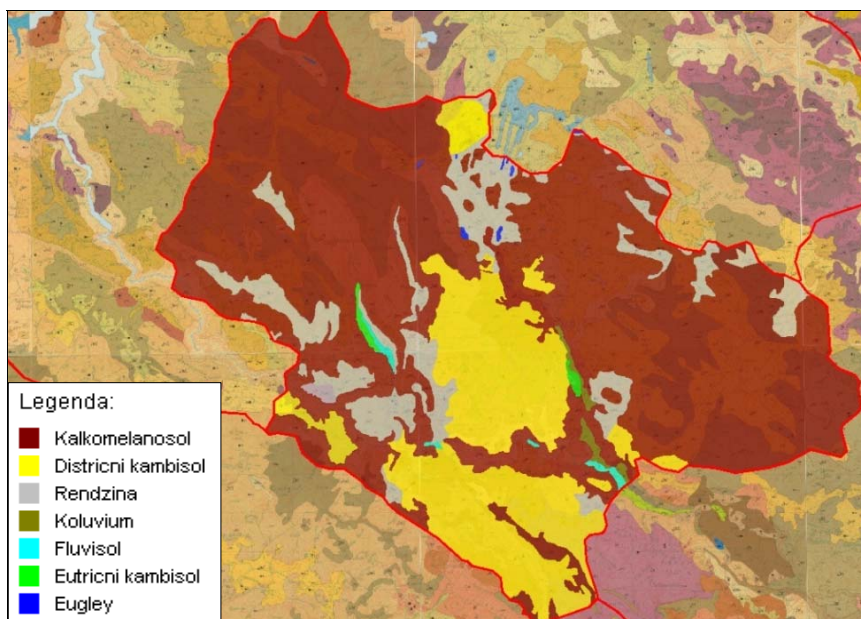 Legenda:
Kalkomelanosol
Districni kambisol
Rendzina
Koluvium
Fluvisol
Eutricni kambisol
Eugley